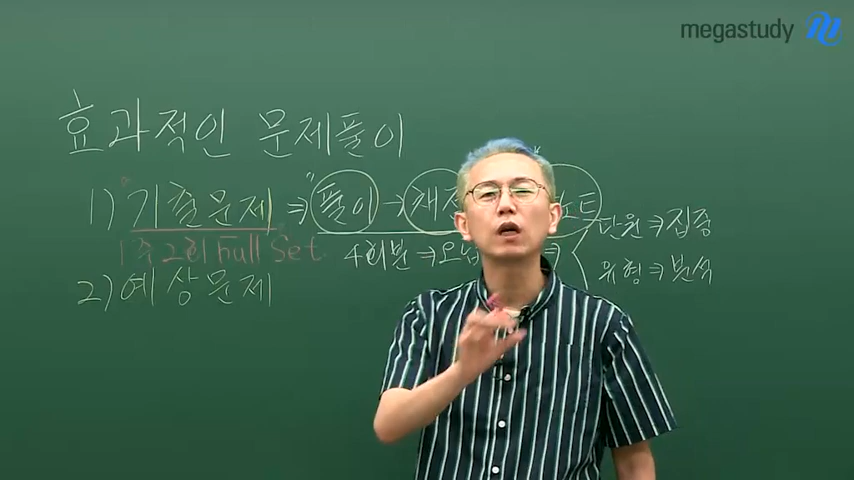 megastudy
효과적인 문제풀이
1) 기출문제 ⇒ "풀이 → 채 노트
단원 ⇒ 집중
1주 2회 Full Set 4회분 ⇒ 오
유형 ⇒ 분석
2) 예상문제